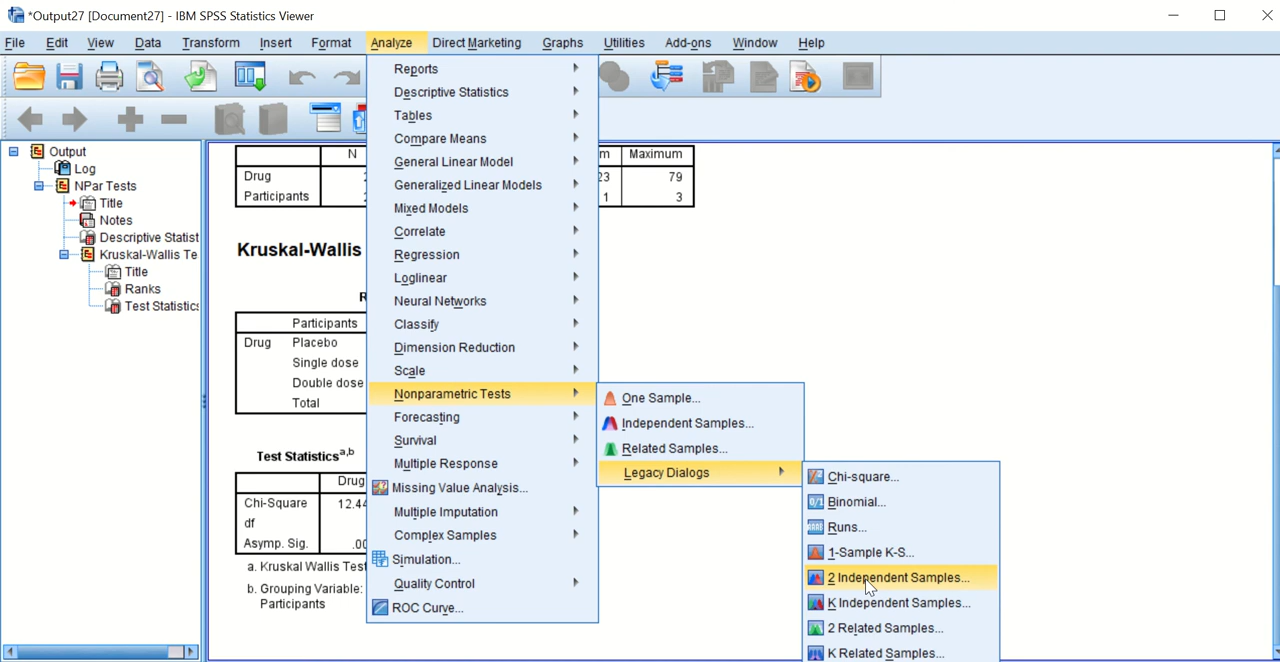 *Output27 [Document27] - IBM SPSS Statistics Viewer
File Edit View Data Transform Insert Format Analyze Direct Marketing Graphs Utilities Add-ons Window Help
Output
Log
NPar Tests
Title
Notes
Descriptive Statist
Kruskal-Wallis Te
Title
Ranks
Test Statistics
N Maximum
Drug 23 79
Participants 1 3
Kruskal-Wallis
Participants
Drug Placebo
Single dose
Double dose
Total
Test Statistics a,b
Drug
Chi-Square 12.44
df
Asymp. Sig. .00
a. Kruskal Wallis Test
b. Grouping Variable:
Participants
Reports
Descriptive Statistics
Tables
Compare Means
General Linear Model
Generalized Linear Models
Mixed Models
Correlate
Regression
Loglinear
Neural Networks
Classify
Dimension Reduction
Scale
Nonparametric Tests
Forecasting
Survival
Multiple Response
Missing Value Analysis...
Multiple Imputation
Complex Samples
Simulation...
Quality Control
ROC Curve...
One Sample...
Independent Samples...
Related Samples...
Legacy Dialogs
Chi-square...
Binomial...
Runs...
1-Sample K-S...
2 Independent Samples...
K Independent Samples...
2 Related Samples...
K Related Samples...